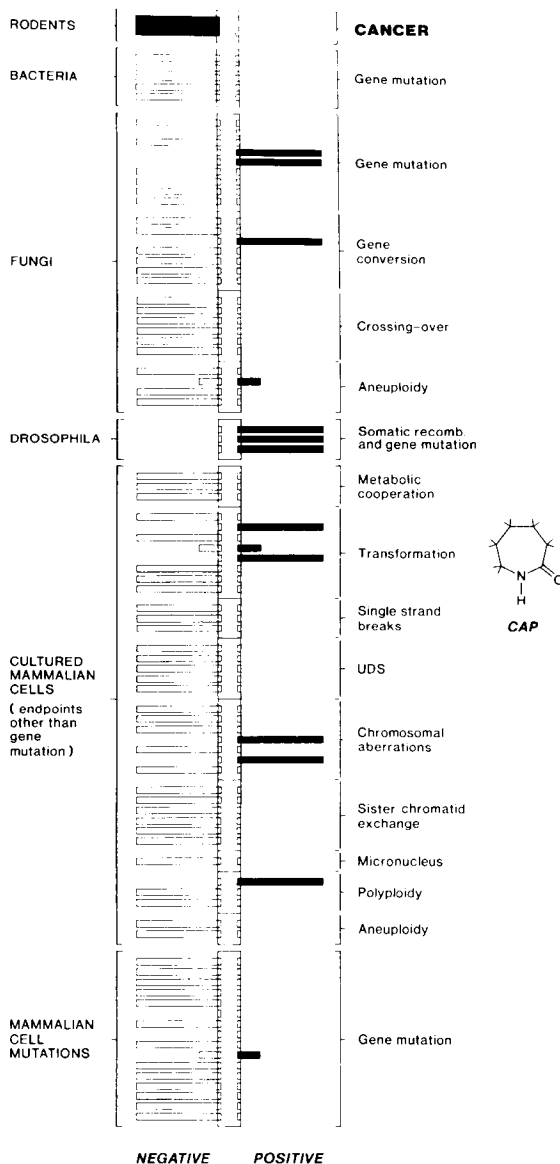 RODENTS
CANCER
BACTERIA
Gene mutation
Gene mutation
FUNGI
Gene
conversion
Crossing-over
Aneuploidy
DROSOPHILA
Somatic recomb.
and gene mutation
Metabolic
cooperation
Transformation
N
O
H
CAP
Single strand
breaks
CULTURED
MAMMALIAN
CELLS
(endpoints
other than
gene
mutation)
UDS
Chromosomal
aberrations
Sister chromatid
exchange
Micronucleus
Polyploidy
Aneuploidy
MAMMALIAN
CELL
MUTATIONS
Gene mutation
NEGATIVE POSITIVE